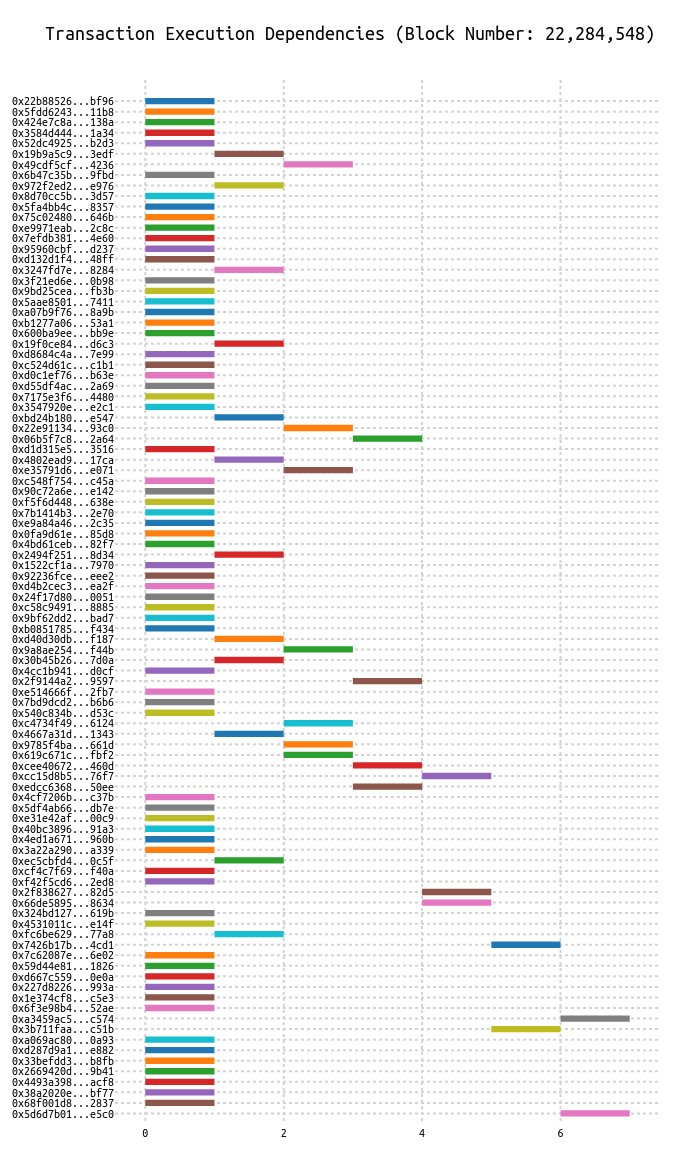 Transaction Execution Dependencies (Block Number: 22,284,548)
0x22b88526...bf96
0x5fdd6243...11b8
0x424e7c8a...138a
0x3584d444...1a34
0x52dc4925...b2d3
0x19b9a5c9...3edf
0x49cdf5cf...4236
0x6b47c35b...9fbd
0x972f2ed2...e976
0x8d70cc5b...3d57
0x5fa4bb4c...8357
0x75c02480...646b
0xe9971eab...2c8c
0x7efdb381...4e60
0x95960cbf...d237
0xd132d1f4...48ff
0x3247fd7e...8284
0x3f21ed6e...0b98
0x9bd25cea...fb3b
0x5aae8501...7411
0xa07b9f76...8a9b
0xb1277a06...53a1
0x600ba9ee...bb9e
0x19f0ce84...d6c3
0xd8684c4a...7e99
0xc524d61c...c1b1
0xd0c1ef76...b63e
0xd55df4ac...2a69
0x7175e3f6...4480
0x3547920e...e2c1
0xbd24b180...e547
0x22e91134...93c0
0x06b5f7c8...2a64
0xd1d315e5...3516
0x4802ead9...17ca
0xe35791d6...e071
0xc548f754...c45a
0x90c72a6e...e142
0xf5f6d448...638e
0x7b1414b3...2e70
0xe9a84a46...2c35
0x0fa9d61e...85d8
0x4bd61ceb...82f7
0x2494f251...8d34
0x1522cf1a...7970
0x92236fce...eee2
0xd4b2cec3...ea2f
0x24f17d80...0051
0xc58c9491...8885
0x9bf62dd2...bad7
0xb0851785...f434
0xd40d30db...f187
0x9a8ae254...f44b
0x30b45b26...7d0a
0x4cc1b941...d0cf
0x2f9144a2...9597
0xe514666f...2fb7
0x7bd9dcd2...b6b6
0x540c834b...d53c
0xc4734f49...6124
0x4667a31d...1343
0x9785f4ba...661d
0x619c671c...fbf2
0xcee40672...460d
0xcc15d8b5...76f7
0xedcc6368...50ee
0x4cf7206b...c37b
0x5df4ab66...db7e
0xe31e42af...00c9
0x40bc3896...91a3
0x4ed1a671...960b
0x3a22a290...a339
0xec5cbfd4...0c5f
0xcf4c7f69...f40a
0xf42f5cd6...2ed8
0x2f838627...82d5
0x66de5895...8634
0x324bd127...619b
0x4531011c...e14f
0xfc6be629...77a8
0x7426b17b...4cd1
0x7c62087e...6e02
0x59d44e81...1826
0xd667c559...0e0a
0x227d8226...993a
0x1e374cf8...c5e3
0x6f3e98b4...52ae
0xa3459ac5...c574
0x3b711faa...c51b
0xa069ac80...0a93
0xd287d9a1...e882
0x33befdd3...b8fb
0x2669420d...9b41
0x4493a398...acf8
0x38a2020e...bf77
0x68f001d8...2837
0x5d6d7b01...e5c0
0 2 4 6